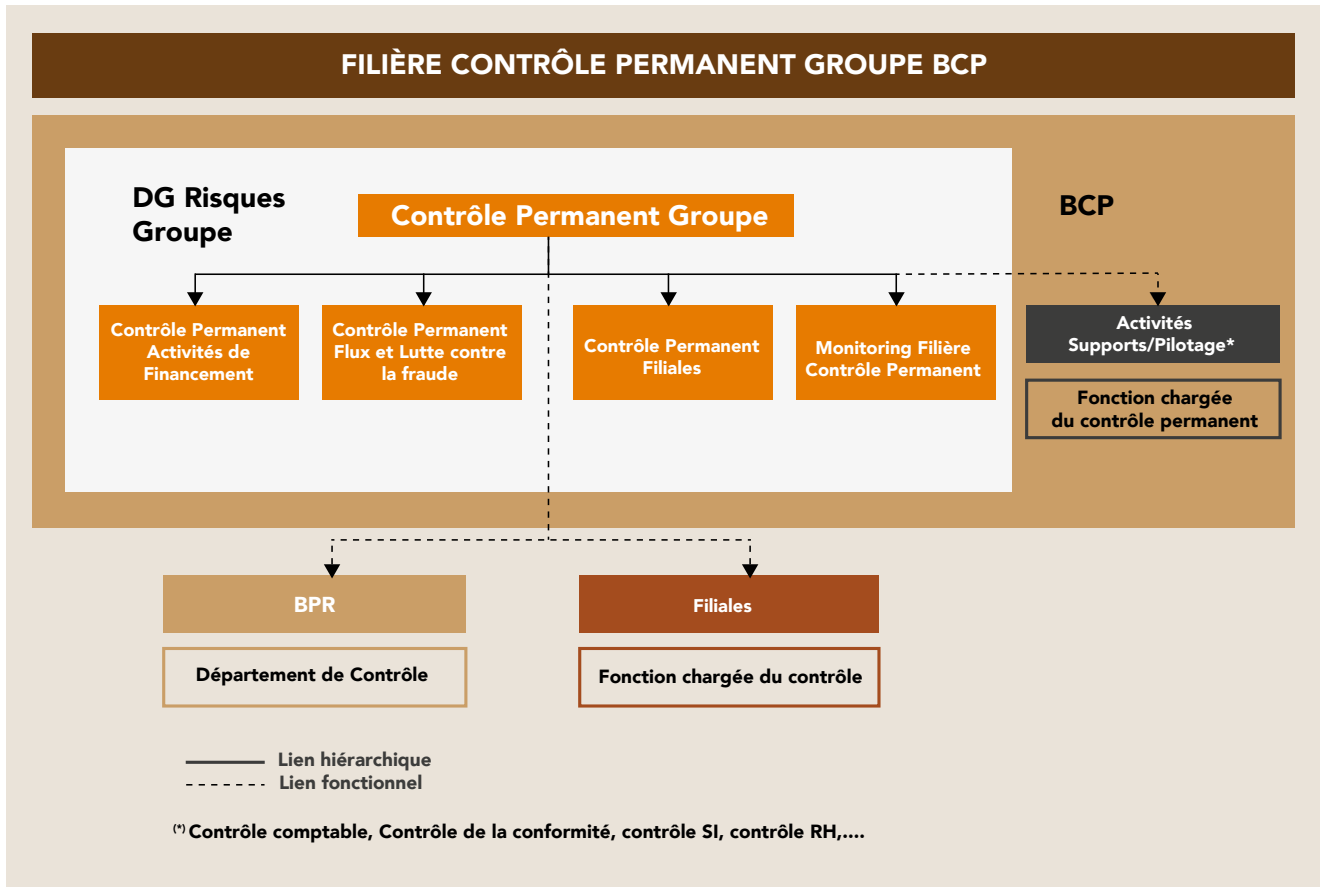 FILIÈRE CONTRÔLE PERMANENT GROUPE BCP
DG Risques
Groupe
Contrôle Permanent Groupe
BCP
Contrôle Permanent
Activités de
Financement
Contrôle Permanent
Flux et Lutte contre
la fraude
Contrôle Permanent
Filiales
Monitoring Filière
Contrôle Permanent
Activités
Supports/Pilotage*
Fonction chargée
du contrôle permanent
BPR
Filiales
Département de Contrôle
Fonction chargée du contrôle
Lien hiérarchique
Lien fonctionnel
(*) Contrôle comptable, Contrôle de la conformité, contrôle SI, contrôle RH,....